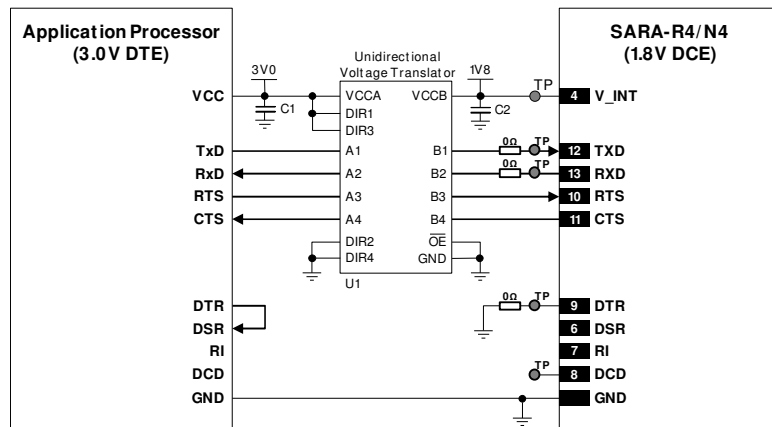 Application Processor
(3.0V DTE)
SARA-R4/N4
(1.8V DCE)
Unidirectional
Voltage Translator
3V0
1V8
TP
VCC
C1
VCCA
VCCB
C2
4
V_INT
DIR1
DIR3
0Ω
TP
TxD
A1
B1
12
TXD
0Ω
TP
RxD
A2
B2
13
RXD
RTS
A3
B3
10
RTS
CTS
A4
B4
11
CTS
DIR2
OE
DIR4
GND
U1
0Ω
TP
DTR
9
DTR
DSR
6
DSR
RI
7
RI
TP
DCD
8
DCD
GND
GND